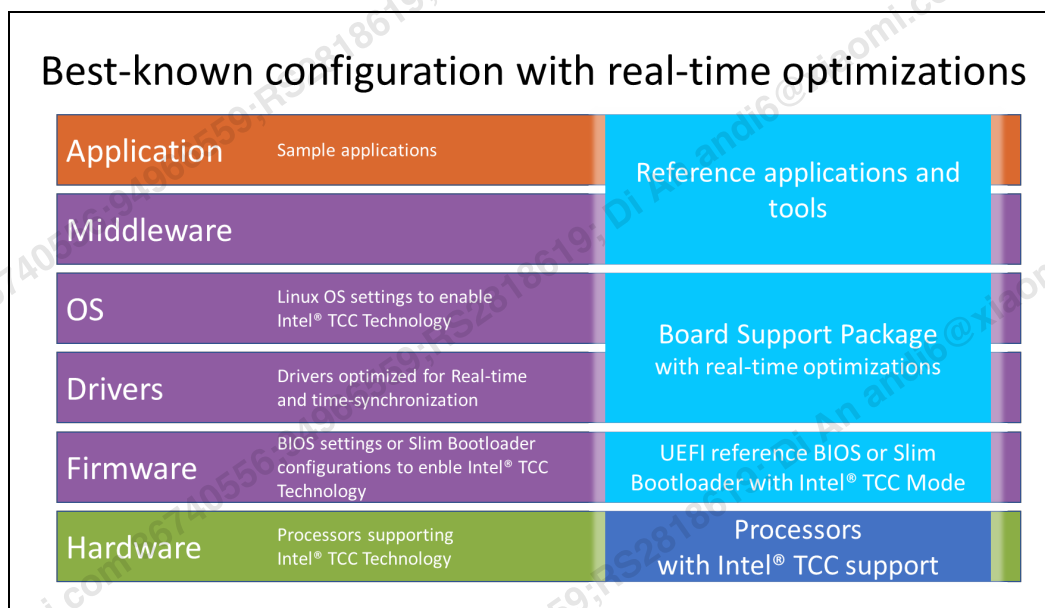 Best-known configuration with real-time optimizations
Application
Sample applications
Reference applications and
tools
Middleware
OS
Linux OS settings to enable
Intel® TCC Technology
Board Support Package
with real-time optimizations
Drivers
Drivers optimized for Real-time
and time-synchronization
Firmware
BIOS settings or Slim Bootloader
configurations to enble Intel® TCC
Technology
UEFI reference BIOS or Slim
Bootloader with Intel® TCC Mode
Hardware
Processors supporting
Intel® TCC Technology
Processors
with Intel® TCC support